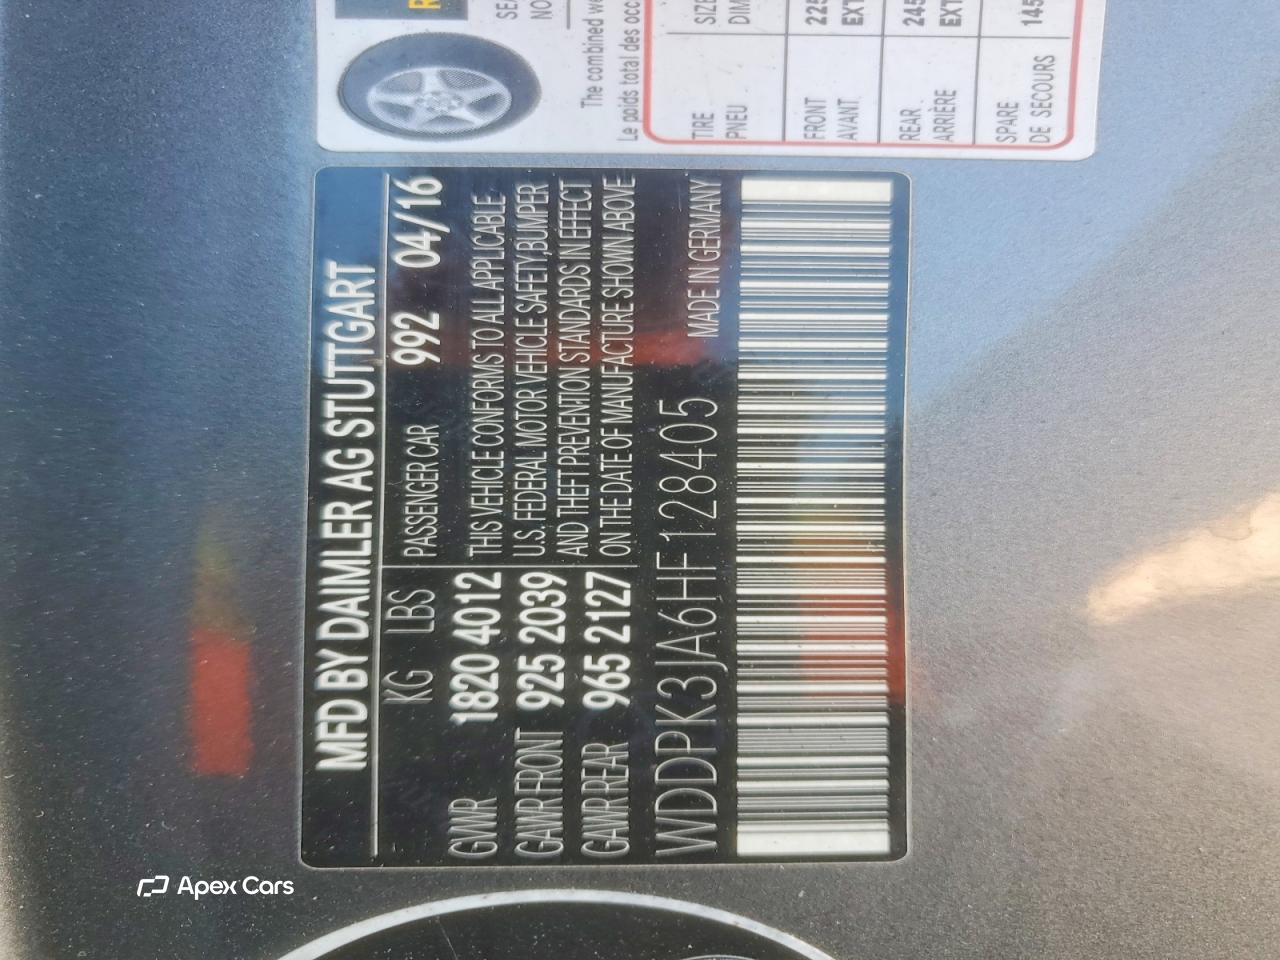 MFD BY DAIMLER AG STUTTGART
KG LBS
GVWR 1820 4012
GAWR FRONT 925 2039
GAWR REAR 965 2127
PASSENGER CAR 992 04/16
THIS VEHICLE CONFORMS TO ALL APPLICABLE
U.S. FEDERAL MOTOR VEHICLE SAFETY, BUMPER
AND THEFT PREVENTION STANDARDS IN EFFECT
ON THE DATE OF MANUFACTURE SHOWN ABOVE
WDDPK3JA6HF128405
MADE IN GERMANY
The combined
Le poids total des
TIRE
PNEU
FRONT
AVANT
REAR
ARRIÈRE
SPARE
DE SECOURS
Apex Cars